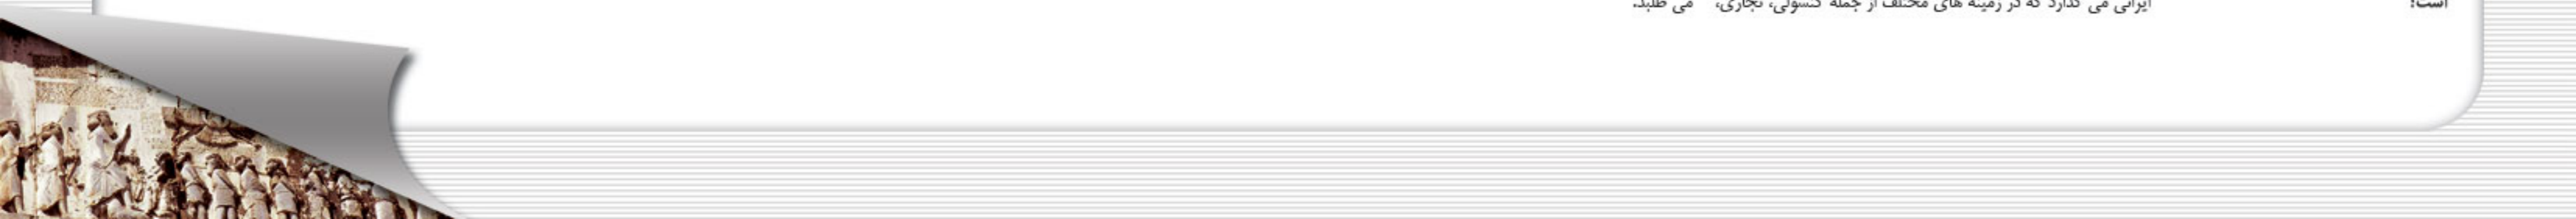 است!
ایرانی می گذارد که در زمینه های مختلف از جمله کنسولی، تجاری،
می طلبد.